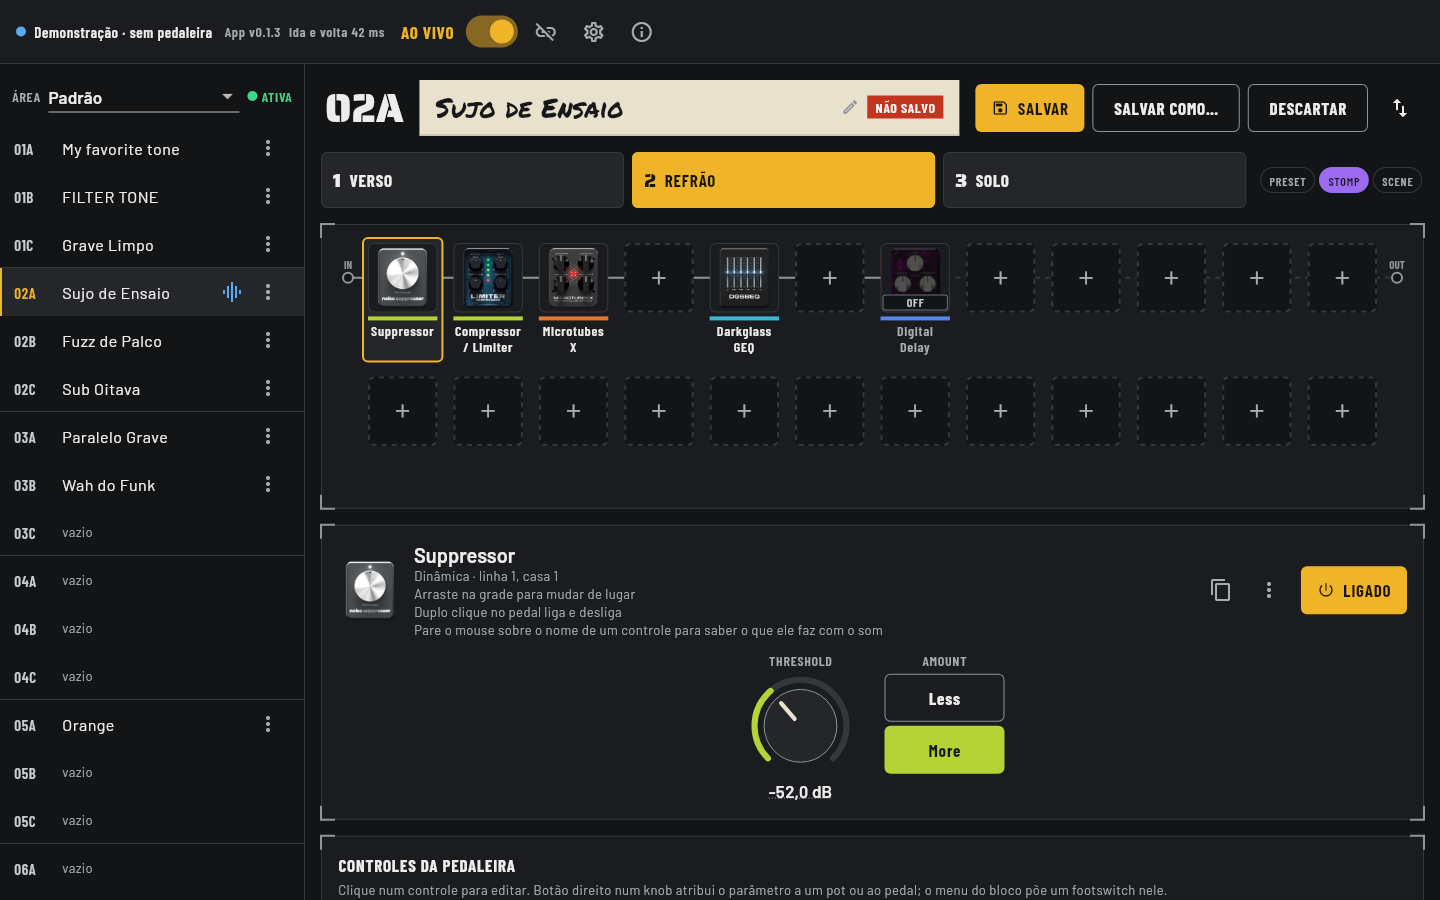 Demonstração · sem pedaleira App v0.1.3 Ida e volta 42 ms AO VIVO
ÁREA Padrão ATIVA
01A My favorite tone
01B FILTER TONE
01C Grave Limpo
02A Sujo de Ensaio
02B Fuzz de Palco
02C Sub Oitava
03A Paralelo Grave
03B Wah do Funk
03C vazio
04A vazio
04B vazio
04C vazio
05A Orange
05B vazio
05C vazio
06A vazio
02A Sujo de Ensaio NÃO SALVO SALVAR SALVAR COMO... DESCARTAR
1 VERSO 2 REFRÃO 3 SOLO PRESET STOMP SCENE
IN OUT
noise suppressor LIMITER MICROTUBES X DG6BEQ OFF
Suppressor
Compressor
/ Limiter
Microtubes
X
Darkglass
GEQ
Digital
Delay
Suppressor
Dinâmica · linha 1, casa 1
Arraste na grade para mudar de lugar
Duplo clique no pedal liga e desliga
Pare o mouse sobre o nome de um controle para saber o que ele faz com o som
noise suppressor
LIGADO
THRESHOLD AMOUNT
Less
More
-52,0 dB
CONTROLES DA PEDALEIRA
Clique num controle para editar. Botão direito num knob atribui o parâmetro a um pot ou ao pedal; o menu do bloco põe um footswitch nele.